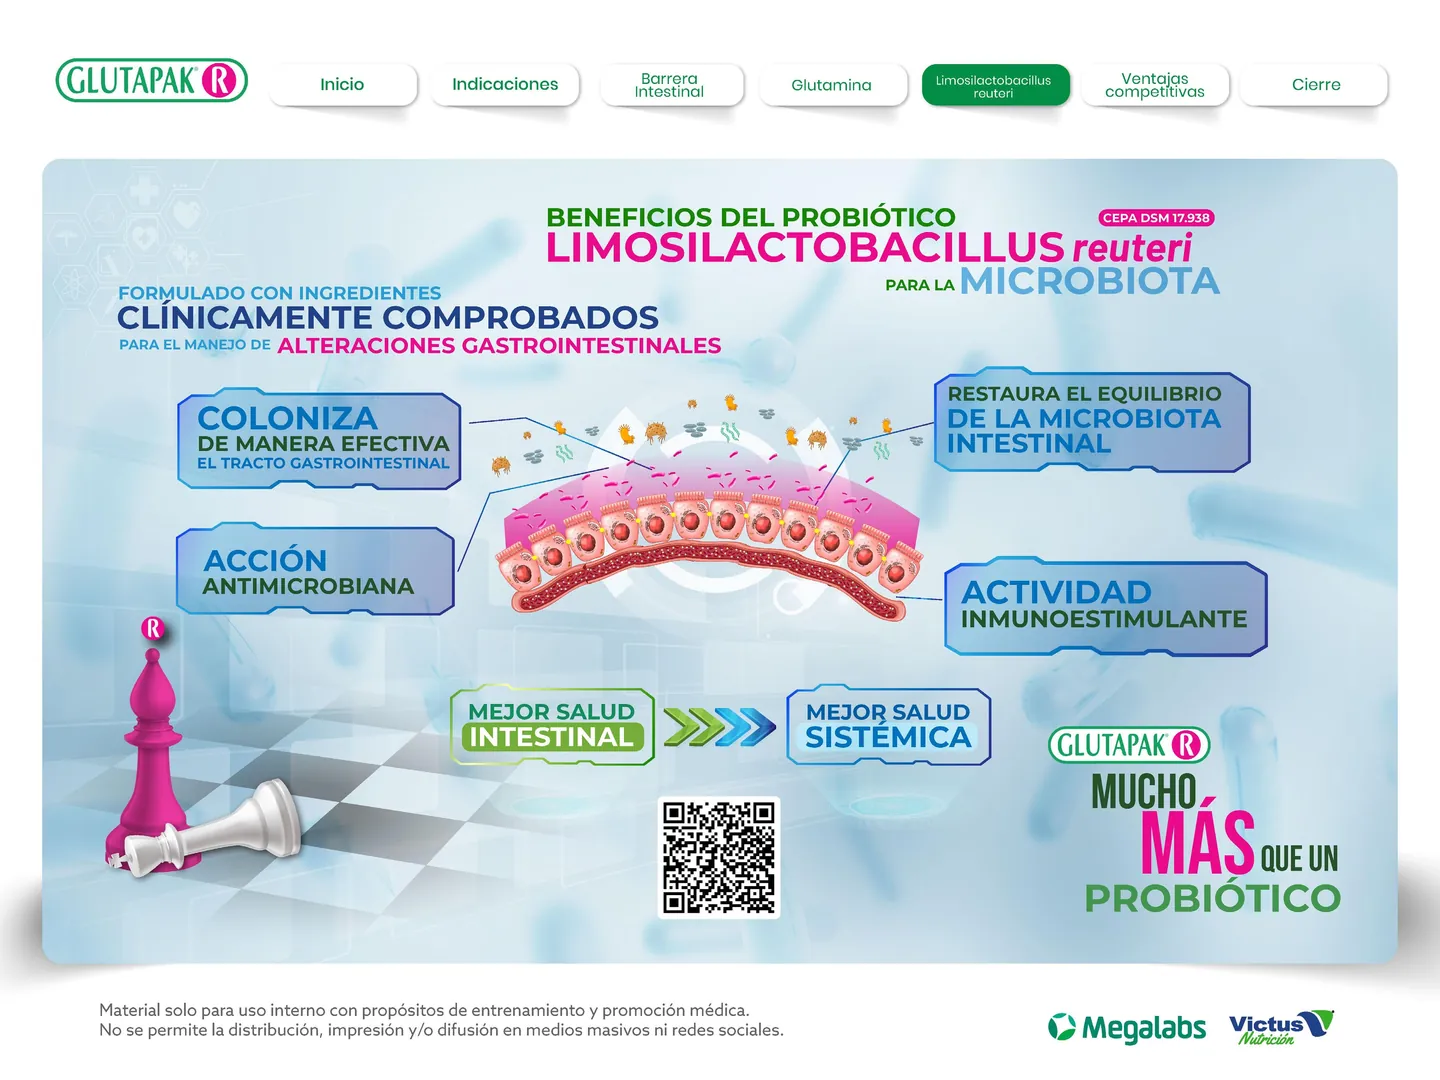 GLUTAPAK® R
Inicio
Indicaciones
Barrera
Intestinal
Glutamina
Limosilactobacillus
reuteri
Ventajas
competitivas
Cierre
BENEFICIOS DEL PROBIÓTICO
CEPA DSM 17.938
LIMOSILACTOBACILLUS reuteri
PARA LA MICROBIOTA
FORMULADO CON INGREDIENTES
CLÍNICAMENTE COMPROBADOS
PARA EL MANEJO DE ALTERACIONES GASTROINTESTINALES
COLONIZA
DE MANERA EFECTIVA
EL TRACTO GASTROINTESTINAL
RESTAURA EL EQUILIBRIO
DE LA MICROBIOTA
INTESTINAL
ACCIÓN
ANTIMICROBIANA
ACTIVIDAD
INMUNOESTIMULANTE
R
MEJOR SALUD
INTESTINAL
MEJOR SALUD
SISTÉMICA
GLUTAPAK® R
MUCHO
MÁS QUE UN
PROBIÓTICO
Material solo para uso interno con propósitos de entrenamiento y promoción médica.
No se permite la distribución, impresión y/o difusión en medios masivos ni redes sociales.
Megalabs
Victus
Nutrición